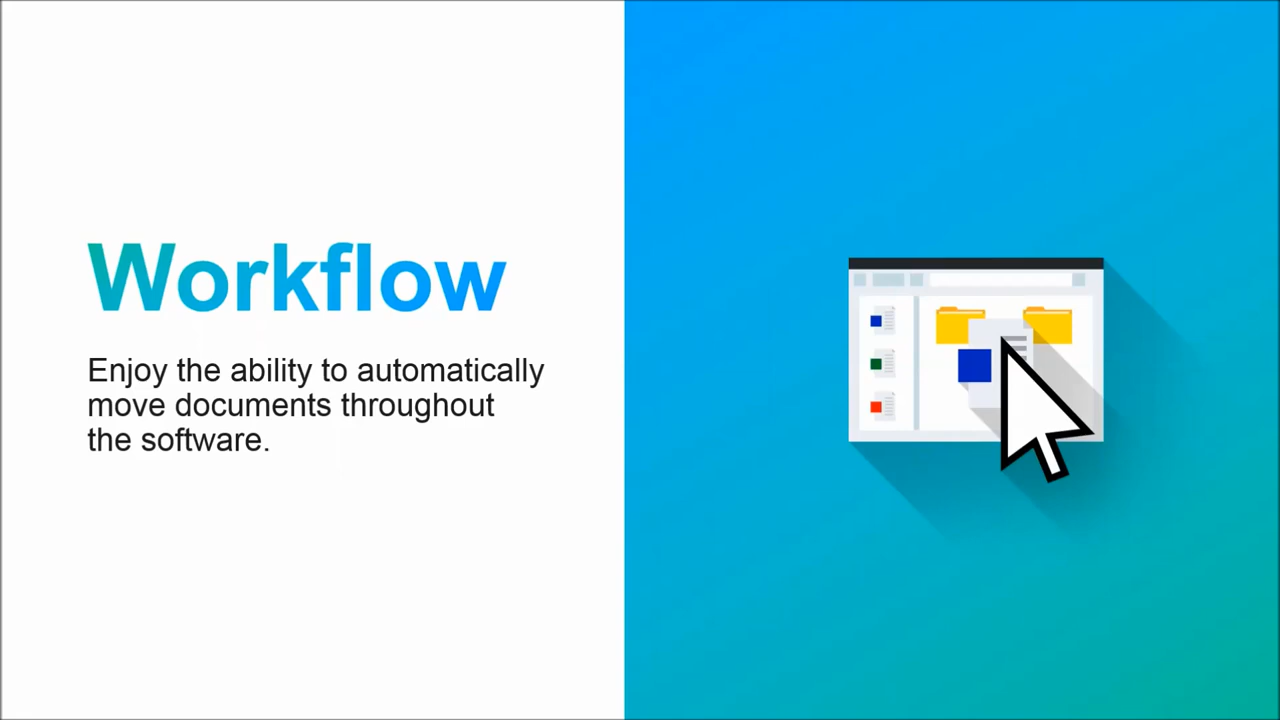 Workflow
Enjoy the ability to automatically
move documents throughout
the software.